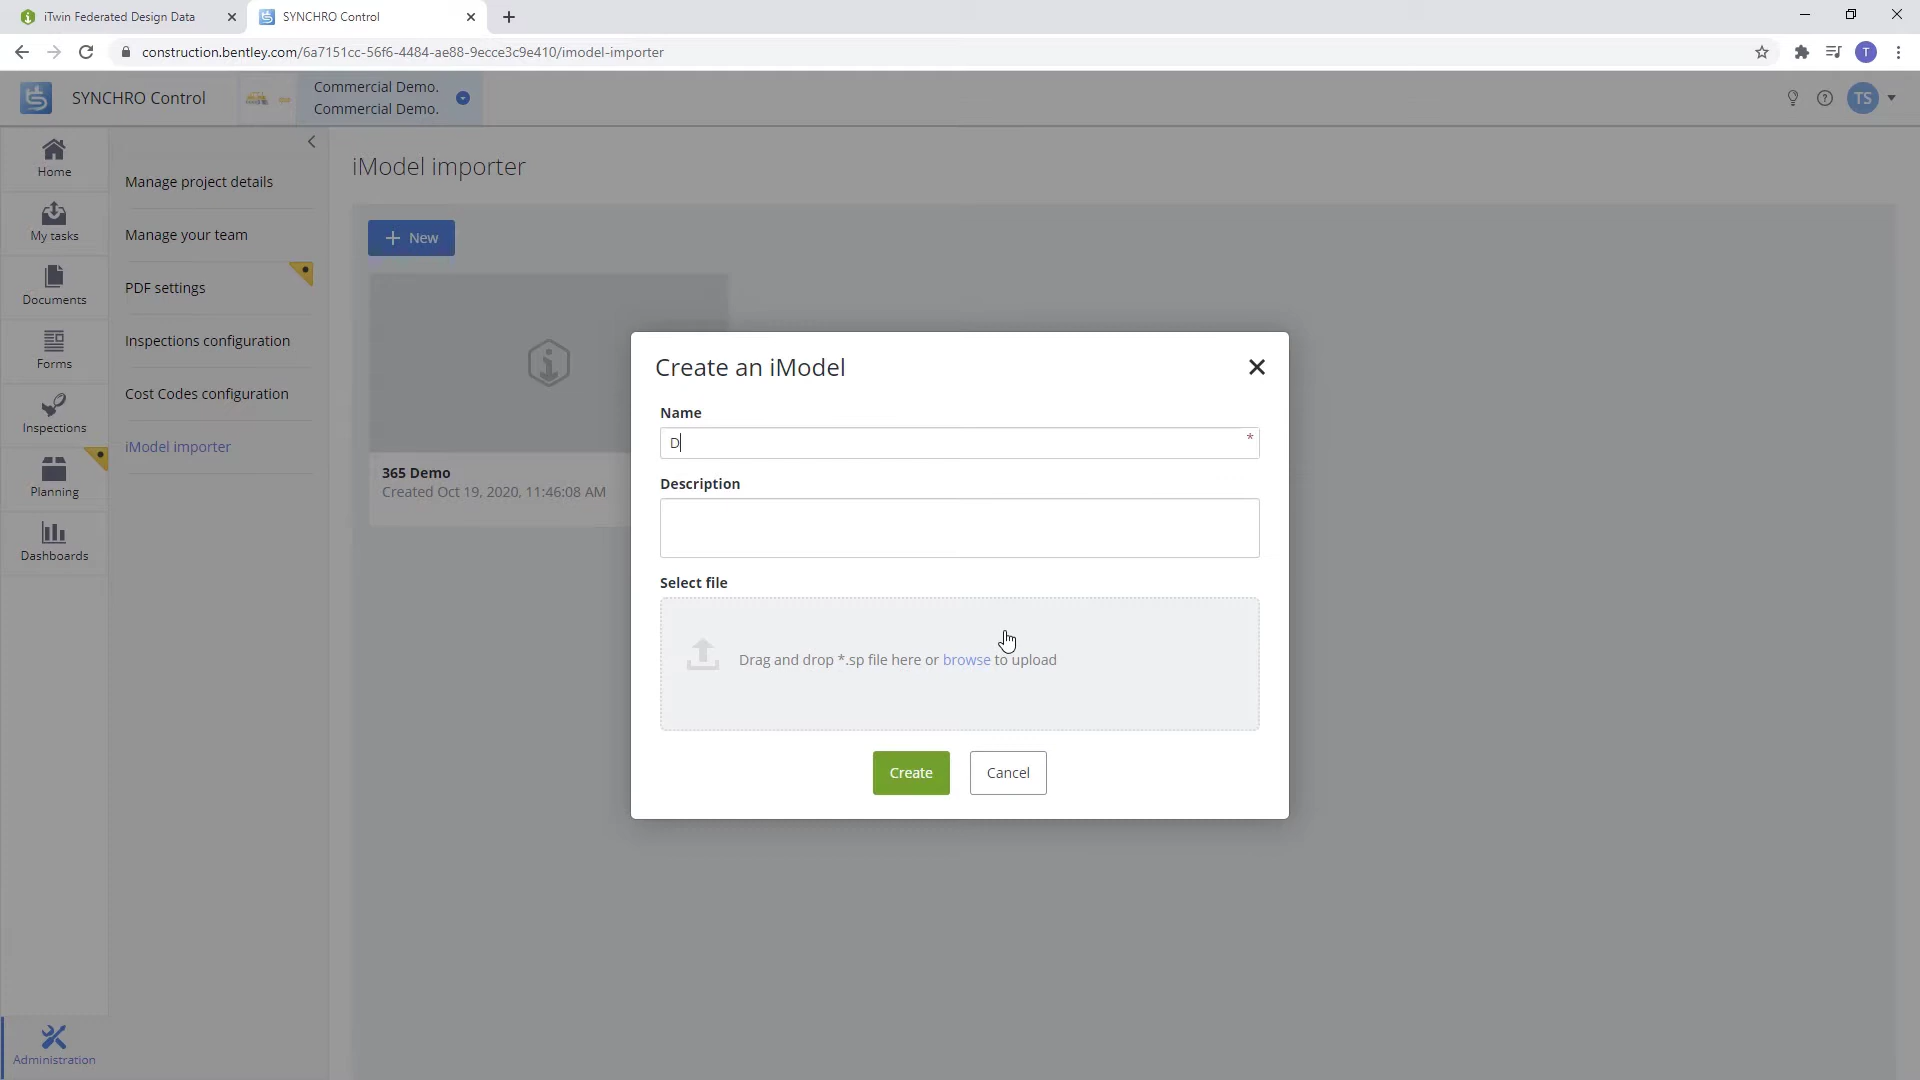 iTwin Federated Design Data
SYNCHRO Control
construction.bentley.com/6a7151cc-56f6-4484-ae88-9ecce3c9e410/imodel-importer
T
SYNCHRO Control
Commercial Demo.
Commercial Demo.
TS
Home
My tasks
Documents
Forms
Inspections
Planning
Dashboards
Administration
Manage project details
Manage your team
PDF settings
Inspections configuration
Cost Codes configuration
iModel importer
iModel importer
+ New
365 Demo
Created Oct 19, 2020, 11:46:08 AM
Create an iModel
Name
D
*
Description
Select file
Drag and drop *.sp file here or browse to upload
Create
Cancel